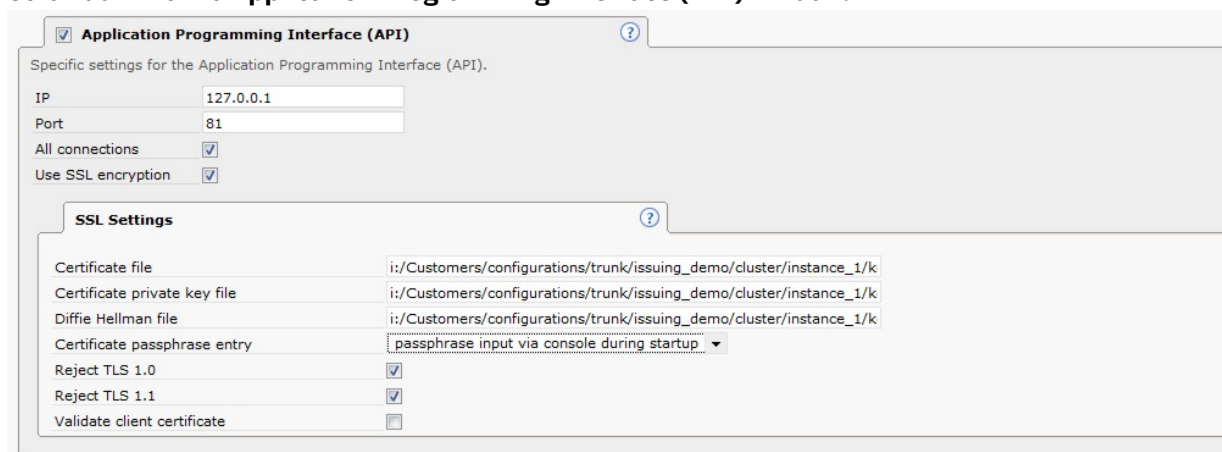 Application Programming Interface (API) ?
Specific settings for the Application Programming Interface (API).
IP 127.0.0.1
Port 81
All connections
Use SSL encryption
SSL Settings ?
Certificate file i:/Customers/configurations/trunk/issuing_demo/cluster/instance_1/k
Certificate private key file i:/Customers/configurations/trunk/issuing_demo/cluster/instance_1/k
Diffie Hellman file i:/Customers/configurations/trunk/issuing_demo/cluster/instance_1/k
Certificate passphrase entry passphrase input via console during startup
Reject TLS 1.0
Reject TLS 1.1
Validate client certificate